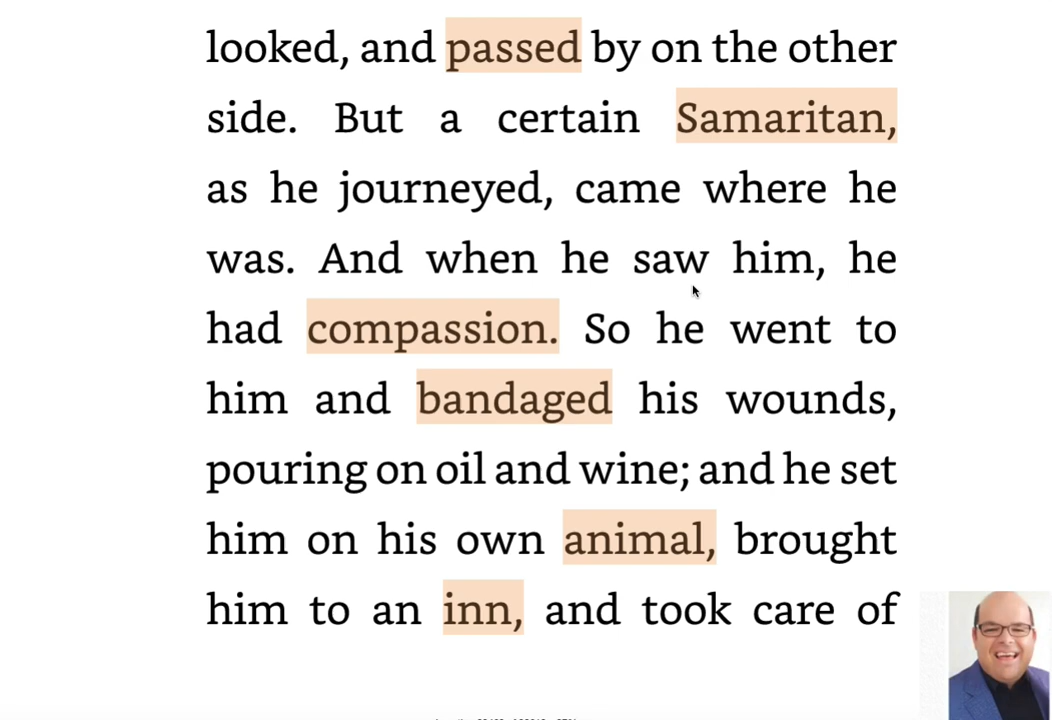 looked, and passed by on the other
side. But a certain Samaritan,
as he journeyed, came where he
was. And when he saw him, he
had compassion. So he went to
him and bandaged his wounds,
pouring on oil and wine; and he set
him on his own animal, brought
him to an inn, and took care of